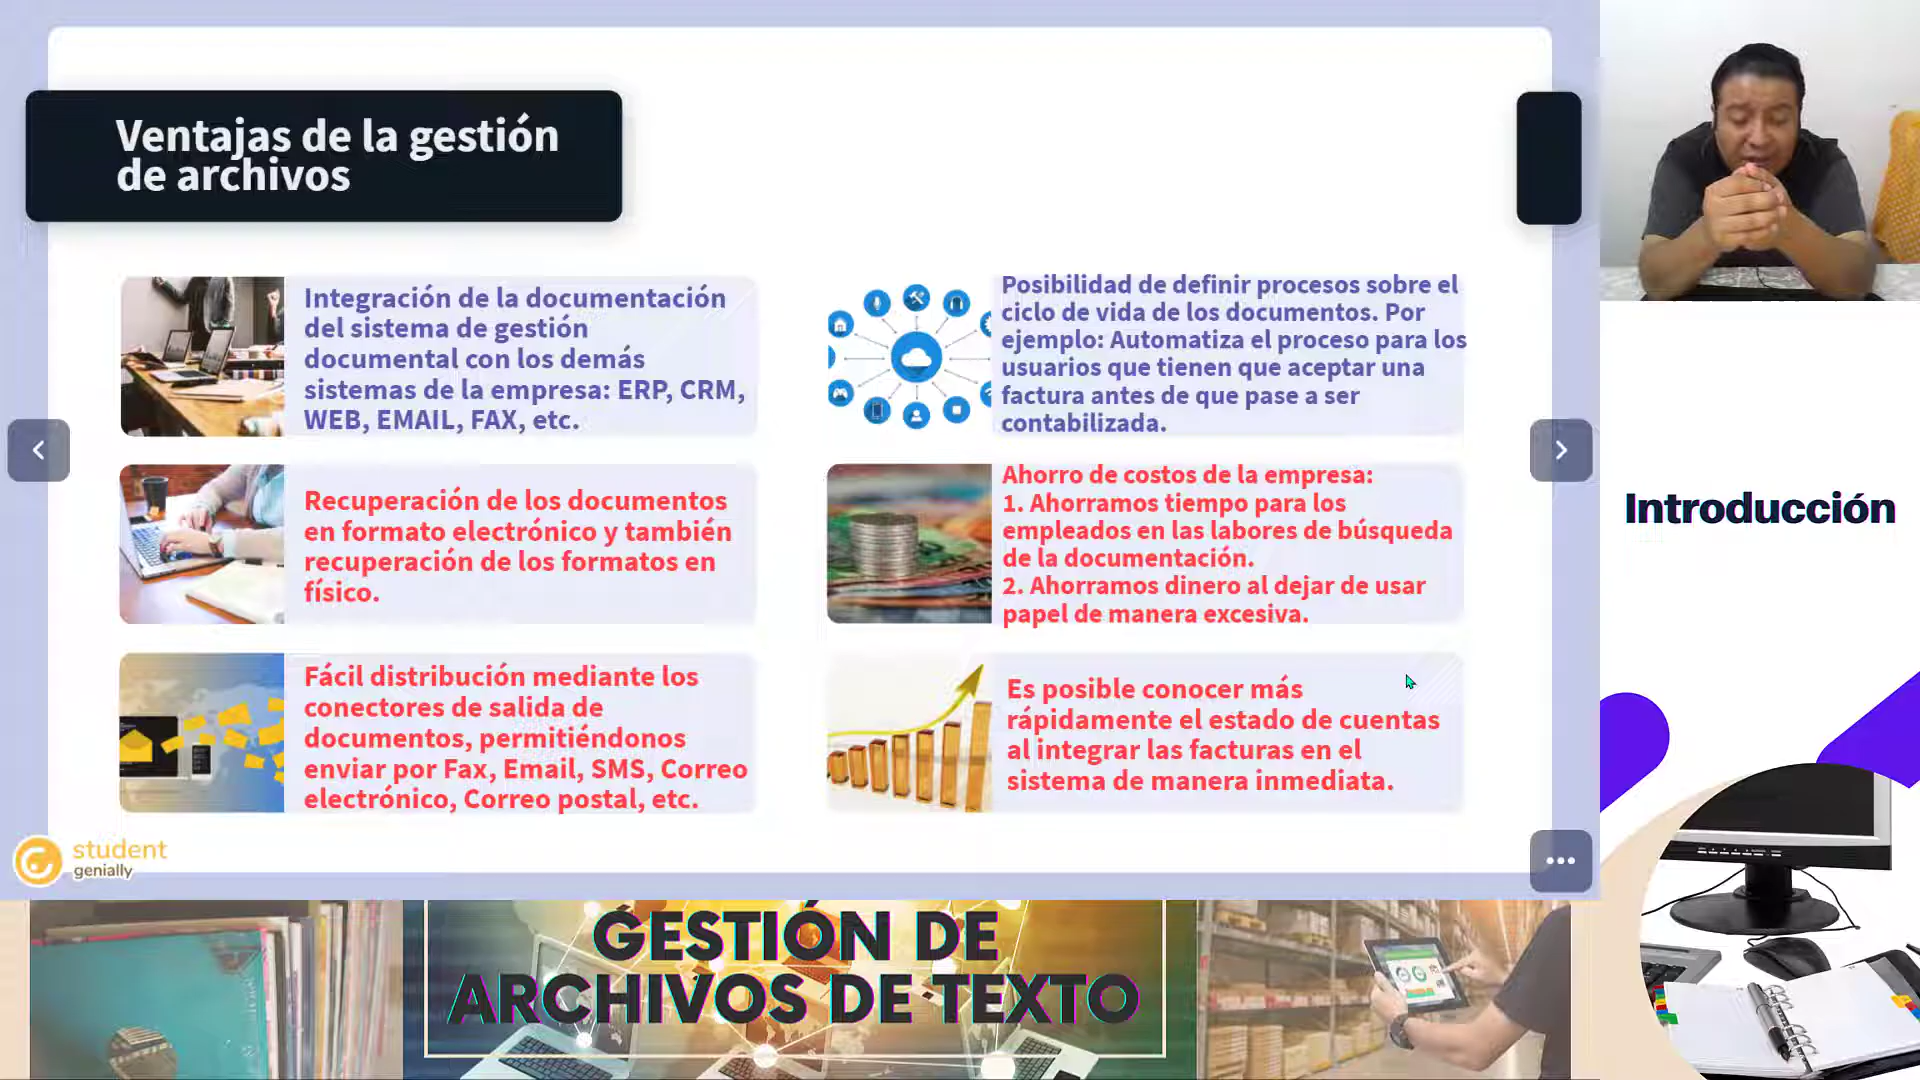 Ventajas de la gestión
de archivos
Integración de la documentación
del sistema de gestión
documental con los demás
sistemas de la empresa: ERP, CRM,
WEB, EMAIL, FAX, etc.
Posibilidad de definir procesos sobre el
ciclo de vida de los documentos. Por
ejemplo: Automatiza el proceso para los
usuarios que tienen que aceptar una
factura antes de que pase a ser
contabilizada.
Recuperación de los documentos
en formato electrónico y también
recuperación de los formatos en
físico.
Ahorro de costos de la empresa:
1. Ahorramos tiempo para los
empleados en las labores de búsqueda
de la documentación.
2. Ahorramos dinero al dejar de usar
papel de manera excesiva.
Fácil distribución mediante los
conectores de salida de
documentos, permitiéndonos
enviar por Fax, Email, SMS, Correo
electrónico, Correo postal, etc.
Es posible conocer más
rápidamente el estado de cuentas
al integrar las facturas en el
sistema de manera inmediata.
Introducción
student
genially
GESTIÓN DE
ARCHIVOS DE TEXTO